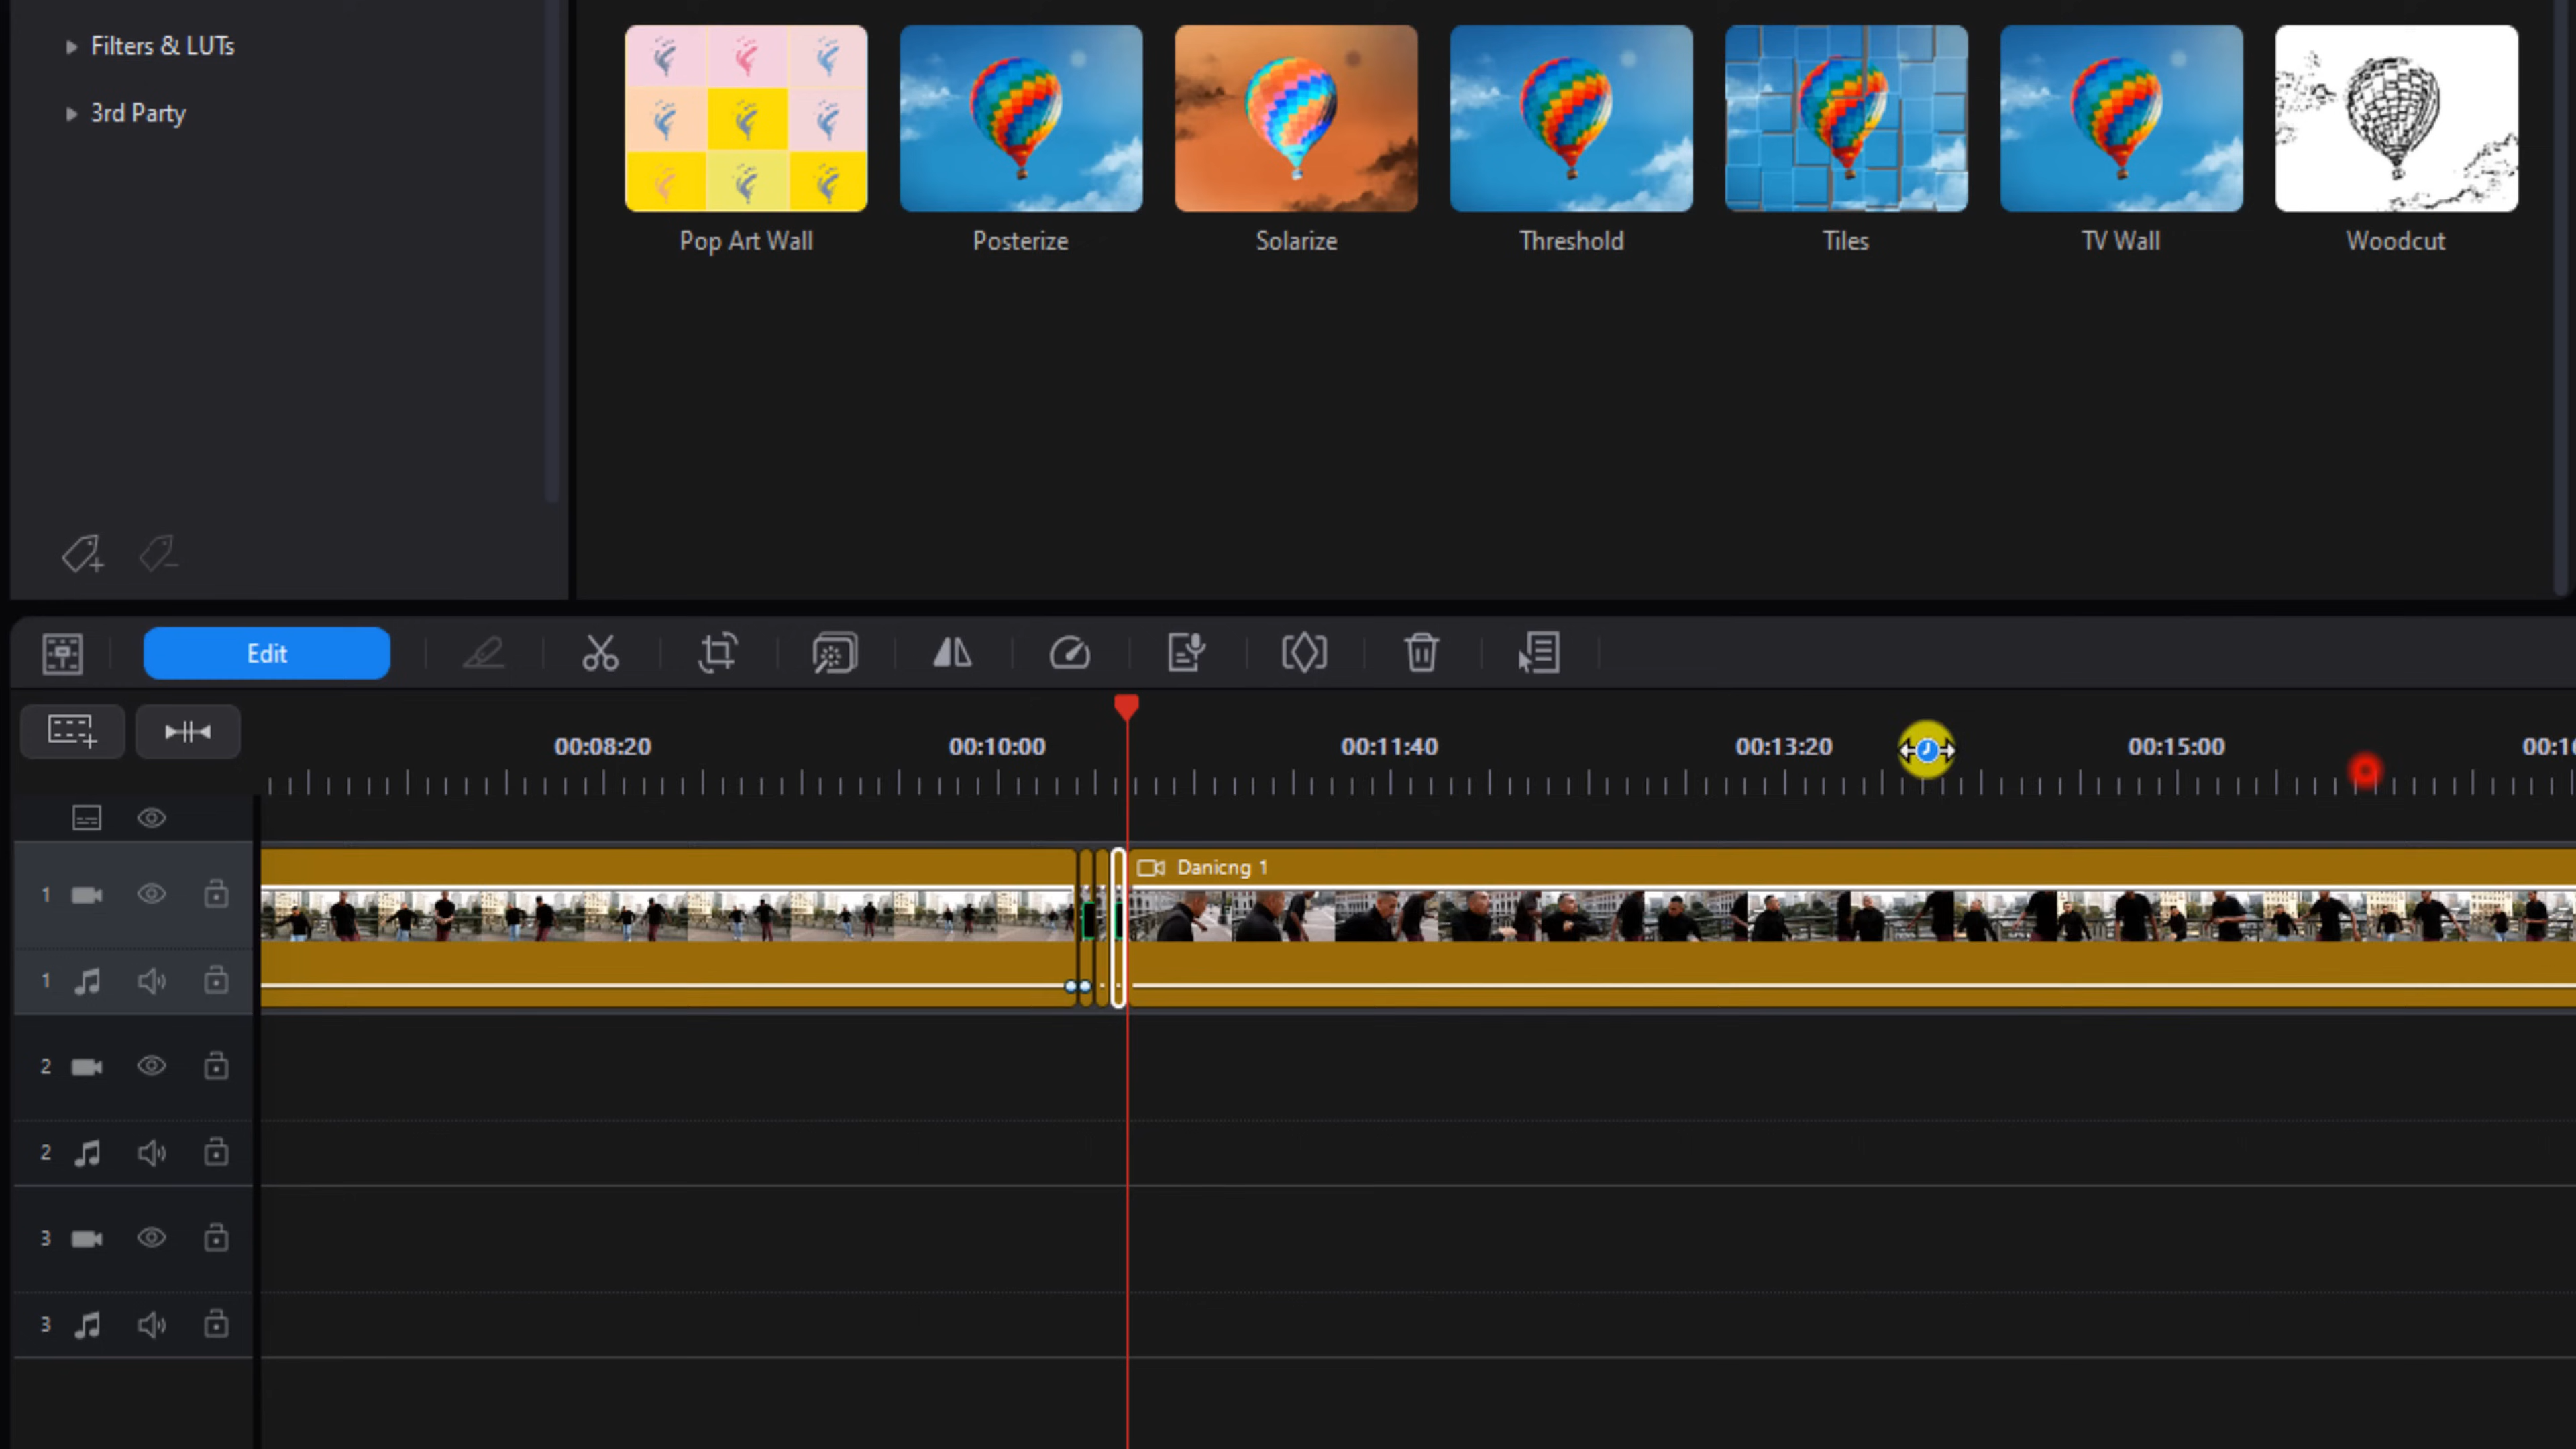 Filters & LUTs
3rd Party
Pop Art Wall
Posterize
Solarize
Threshold
Tiles
TV Wall
Woodcut
Edit
00:08:20
00:10:00
00:11:40
00:13:20
00:15:00
00:1
Danicng 1
1
1
2
2
3
3